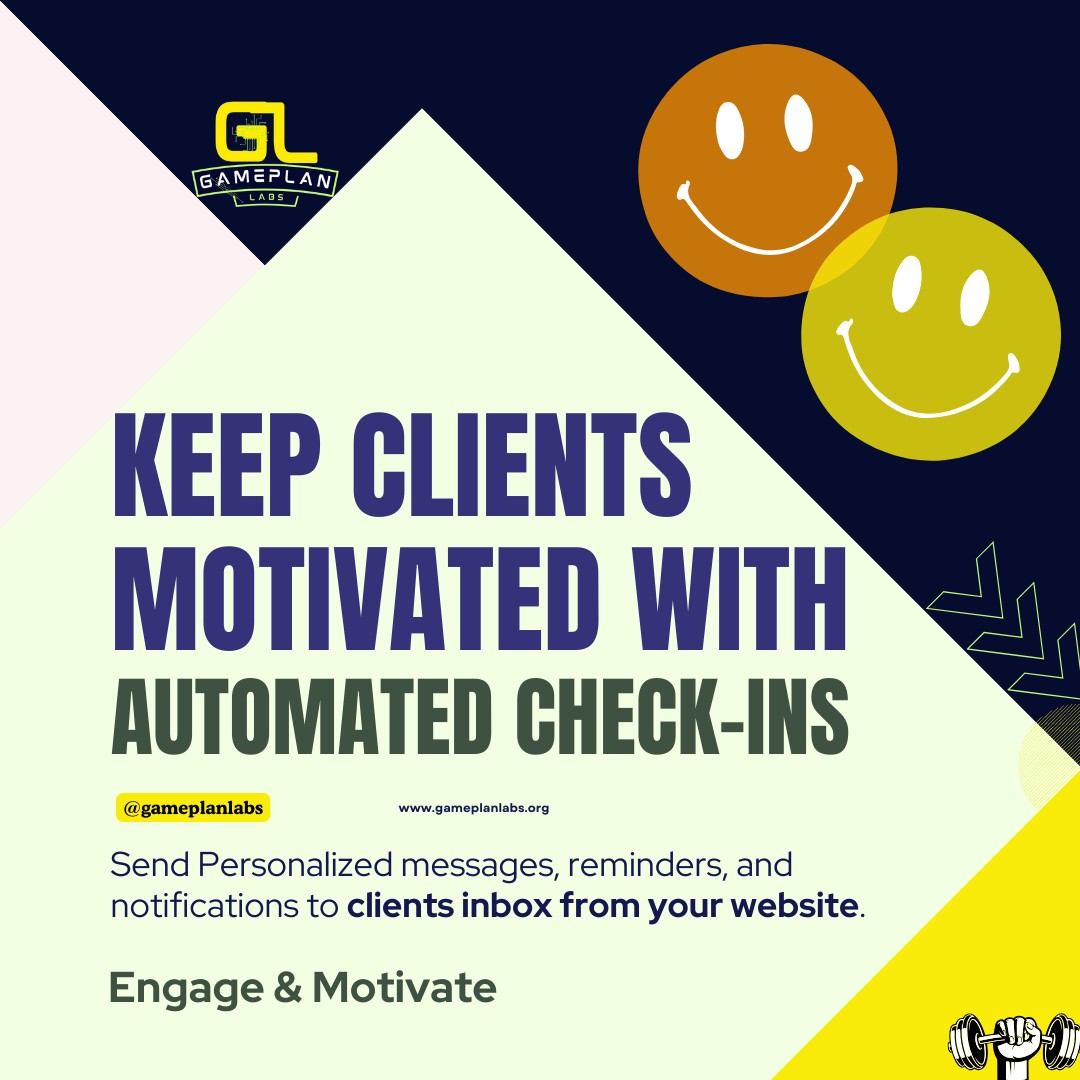 GL
GAMEPLAN
LABS
KEEP CLIENTS
MOTIVATED WITH
AUTOMATED CHECK-INS
@gameplanlabs
www.gameplanlabs.org
Send Personalized messages, reminders, and
notifications to clients inbox from your website.
Engage & Motivate